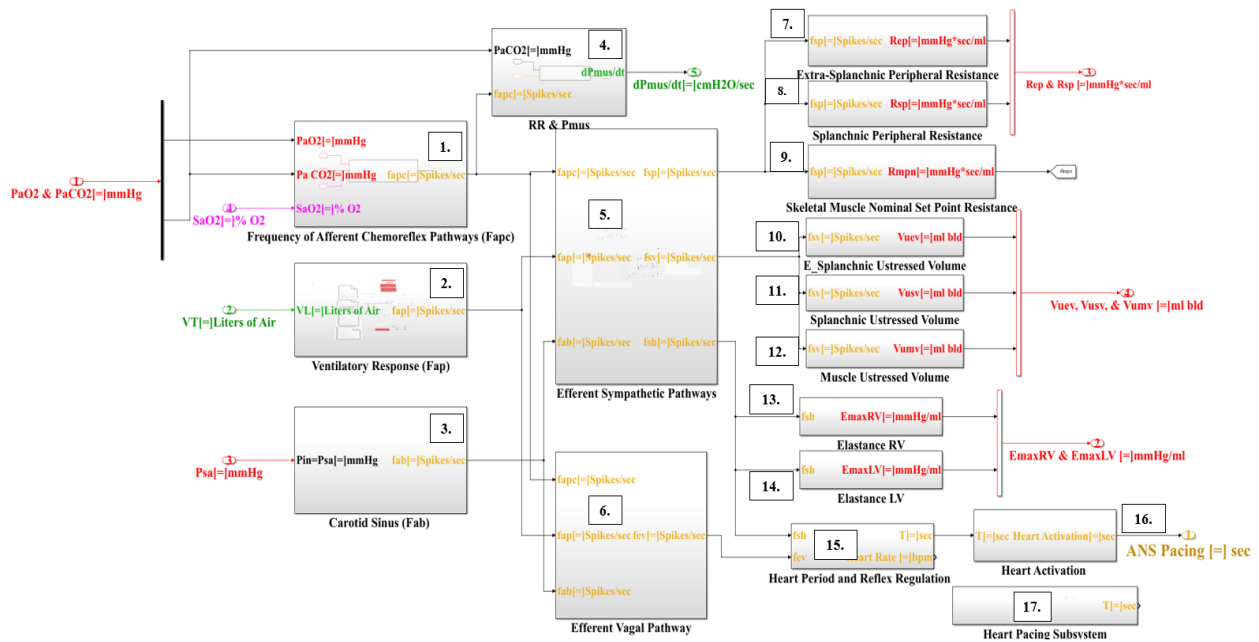 7.
fsp[=]Spikes/sec Rep[=]mmHg*sec/ml
Extra-Splanchnic Peripheral Resistance
4.
PaCO2[=]mmHg
dPmus/dt
fapc[=]Spikes/sec
RR & Pmus
5
dPmus/dt[=]cmH2O/sec
8.
fsp[=]Spikes/sec Rsp[=]mmHg*sec/ml
Splanchnic Peripheral Resistance
3
Rep & Rsp [=]mmHg*sec/ml
1
PaO2 & PaCO2[=]mmHg
1.
PaO2[=]mmHg
Pa CO2[=]mmHg fapc[=]Spikes/sec
SaO2[=]% O2
Frequency of Afferent Chemoreflex Pathways (Fapc)
4
SaO2[=]% O2
9.
fsp[=]Spikes/sec Rmpn[=]mmHg*sec/ml
Skeletal Muscle Nominal Set Point Resistance
Rmpn
5.
fapc[=]Spikes/sec fsp[=]Spikes/sec
fap[=]Spikes/sec fsv[=]Spikes/sec
fab[=]Spikes/sec fsh[=]Spikes/sec
Efferent Sympathetic Pathways
10.
fsv[=]Spikes/sec Vuev[=]ml bld
E_Splanchnic Ustressed Volume
2.
VL[=]Liters of Air fap[=]Spikes/sec
Ventilatory Response (Fap)
2
VT[=]Liters of Air
11.
fsv[=]Spikes/sec Vusv[=]ml bld
Splanchnic Ustressed Volume
4
Vuev, Vusv, & Vumv [=]ml bld
12.
fsv[=]Spikes/sec Vumv[=]ml bld
Muscle Ustressed Volume
3.
Pin=Psa[=]mmHg fab[=]Spikes/sec
Carotid Sinus (Fab)
3
Psa[=]mmHg
13.
fsh EmaxRV[=]mmHg/ml
Elastance RV
2
EmaxRV & EmaxLV [=]mmHg/ml
14.
fsh EmaxLV[=]mmHg/ml
Elastance LV
6.
fapc[=]Spikes/sec
fap[=]Spikes/sec fev[=]Spikes/sec
fab[=]Spikes/sec
Efferent Vagal Pathway
15.
fsh T[=]sec
fev eart Rate [=]bpm
Heart Period and Reflex Regulation
16.
T[=]sec Heart Activation[=]sec
Heart Activation
1
ANS Pacing [=] sec
17.
T[=]sec
Heart Pacing Subsystem